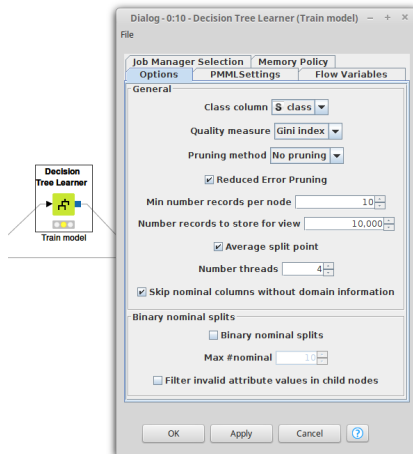 Dialog - 0:10 - Decision Tree Learner (Train model)
File
Job Manager Selection Memory Policy
Options PMMLSettings Flow Variables
General
Class column S class
Quality measure Gini index
Pruning method No pruning
Reduced Error Pruning
Min number records per node 10
Number records to store for view 10,000
Average split point
Number threads 4
Skip nominal columns without domain information
Binary nominal splits
Binary nominal splits
Max #nominal 10
Filter invalid attribute values in child nodes
OK Apply Cancel ?
Decision
Tree Learner
Train model